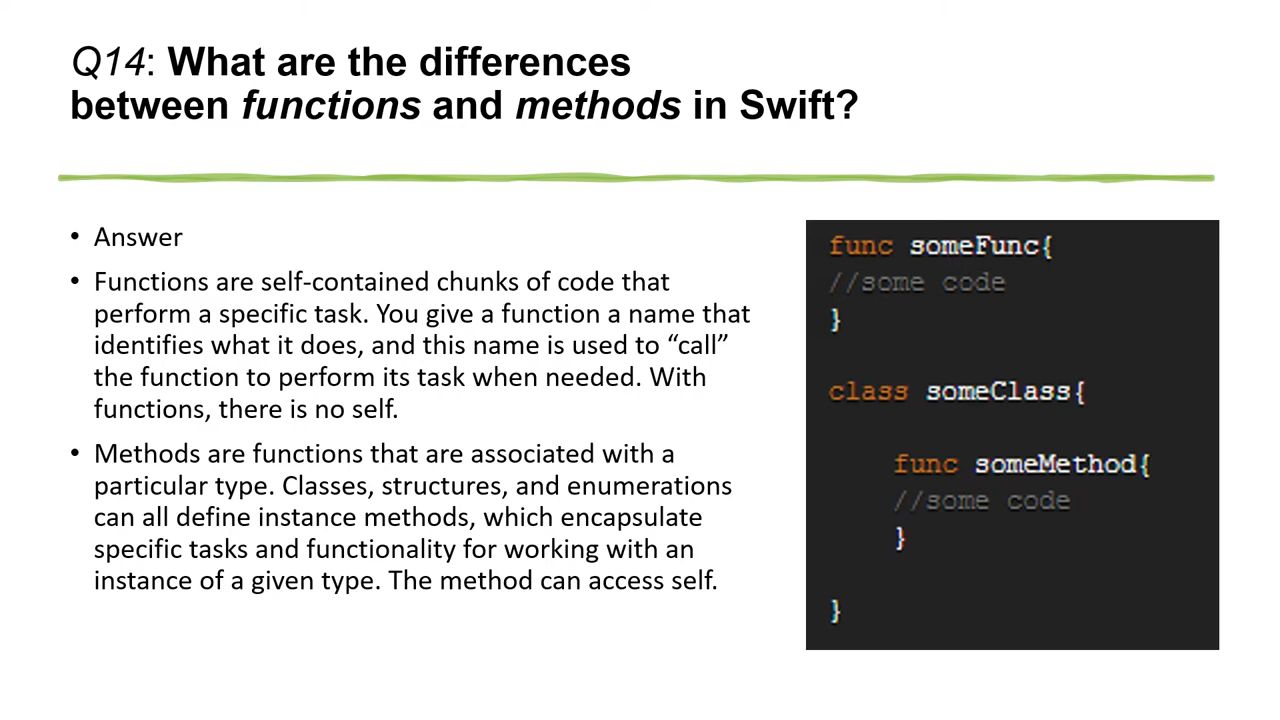 Q14: What are the differences
between functions and methods in Swift?
• Answer
• Functions are self-contained chunks of code that
perform a specific task. You give a function a name that
identifies what it does, and this name is used to “call”
the function to perform its task when needed. With
functions, there is no self.
• Methods are functions that are associated with a
particular type. Classes, structures, and enumerations
can all define instance methods, which encapsulate
specific tasks and functionality for working with an
instance of a given type. The method can access self.
func someFunc{
//some code
}
class someClass{
func someMethod{
//some code
}
}